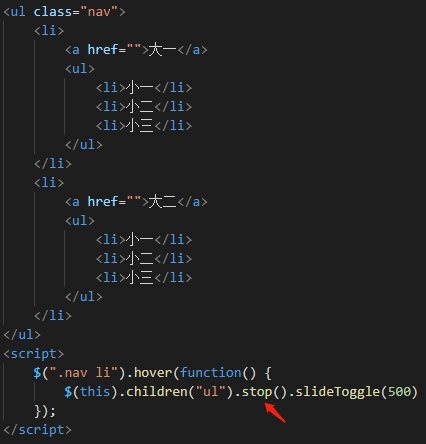 <ul class="nav">
    <li>
        <a href="">大一</a>
        <ul>
            <li>小一</li>
            <li>小二</li>
            <li>小三</li>
        </ul>
    </li>
    <li>
        <a href="">大二</a>
        <ul>
            <li>小一</li>
            <li>小二</li>
            <li>小三</li>
        </ul>
    </li>
</ul>
<script>
    $(".nav li").hover(function() {
        $(this).children("ul").stop().slideToggle(500)
    });
</script>